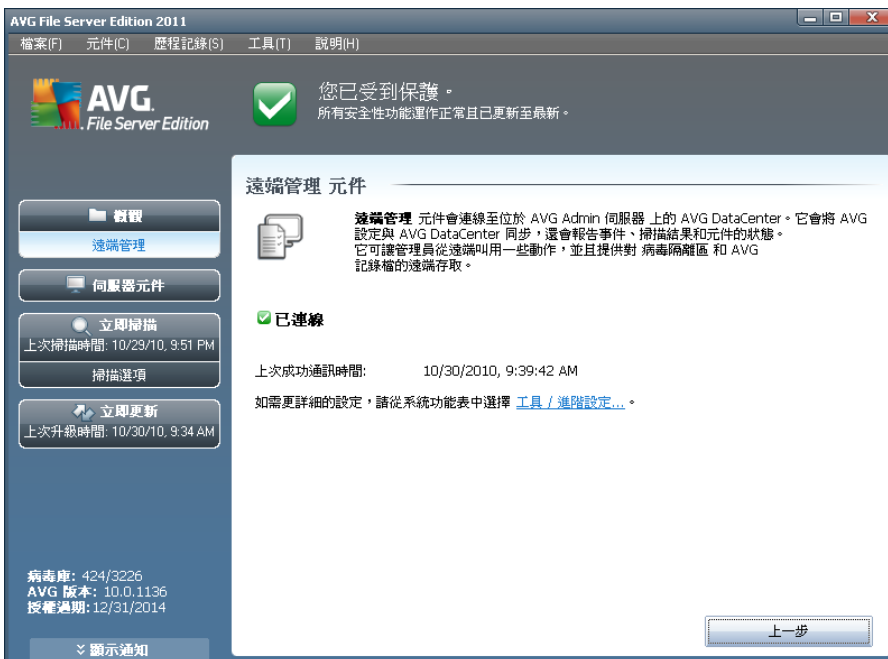 AVG File Server Edition 2011
檔案(F) 元件(C) 歷程記錄(S) 工具(T) 說明(H)
AVG.
File Server Edition
您已受到保護。
所有安全性功能運作正常且已更新至最新。
概觀
遠端管理
伺服器元件
立即掃描
上次掃描時間: 10/29/10, 9:51 PM
掃描選項
立即更新
上次升級時間: 10/30/10, 9:34 AM
病毒庫: 424/3226
AVG 版本: 10.0.1136
授權過期:12/31/2014
顯示通知
遠端管理 元件
遠端管理 元件會連線至位於 AVG Admin 伺服器 上的 AVG DataCenter。它會將 AVG
設定與 AVG DataCenter 同步,還會報告事件、掃描結果和元件的狀態。
它可讓管理員從遠端叫用一些動作,並且提供對 病毒隔離區 和 AVG
記錄檔的遠端存取。
已連線
上次成功通訊時間: 10/30/2010, 9:39:42 AM
如需更詳細的設定,請從系統功能表中選擇 工具 / 進階設定...。
上一步